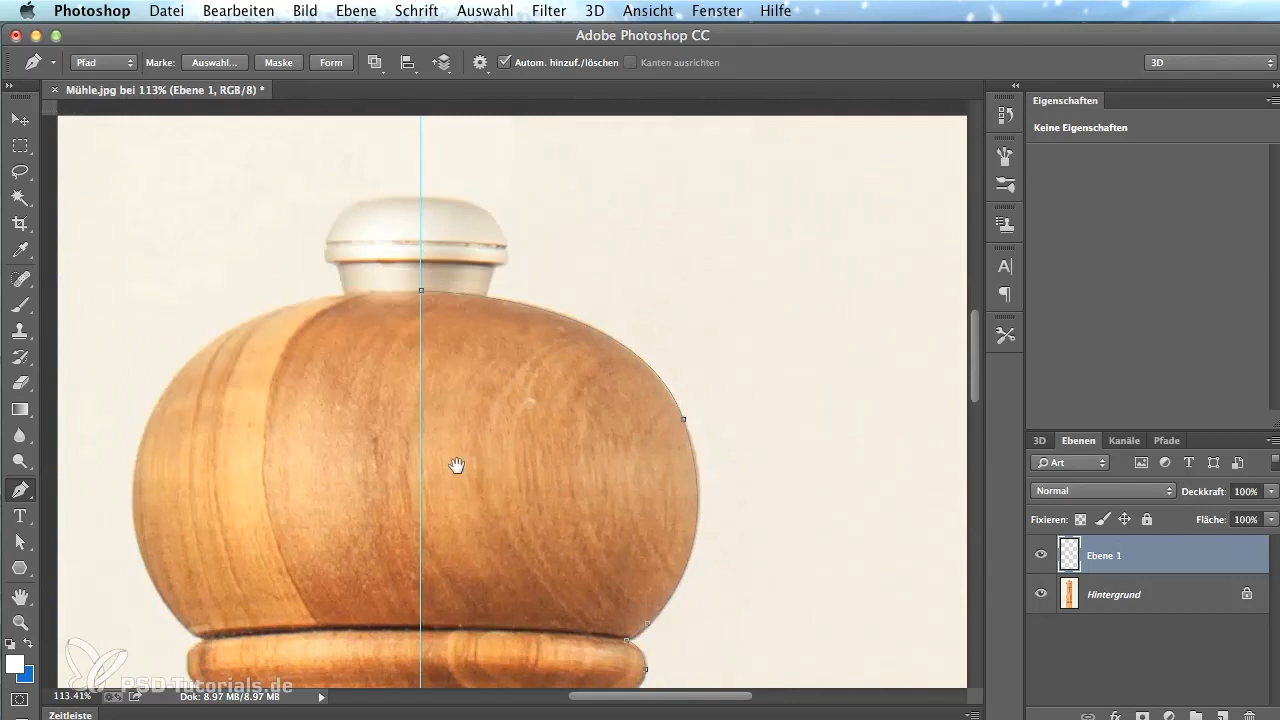 Photoshop Datei Bearbeiten Bild Ebene Schrift Auswahl Filter 3D Ansicht Fenster Hilfe
Adobe Photoshop CC
Pfad Marke: Auswahl... Maske Form Autom. hinzuf./löschen Kanten ausrichten 3D
Mühle.jpg bei 113% (Ebene 1, RGB/8) *
Eigenschaften
Keine Eigenschaften
3D Ebenen Kanäle Pfade
Art
Normal Deckkraft: 100%
Fixieren: Fläche: 100%
Ebene 1
Hintergrund
PSD-Tutorials.de
113.41% Dok: 8.97 MB/8.97 MB
Zeitleiste